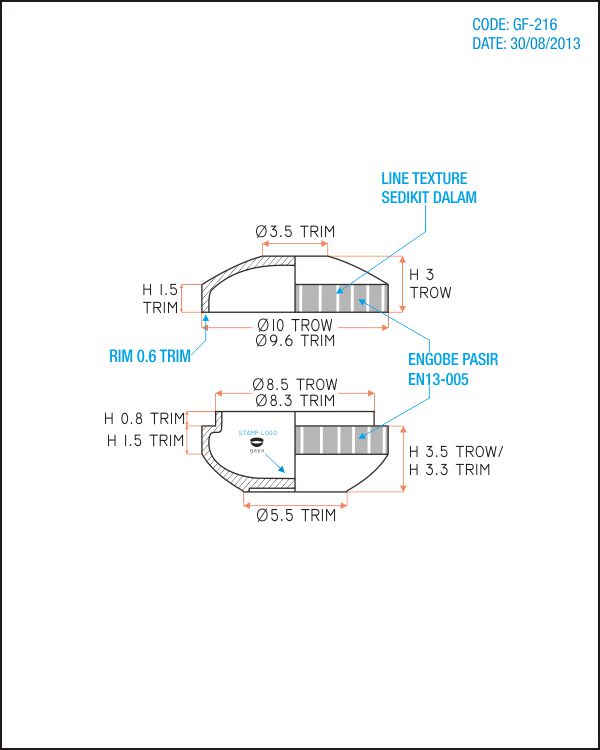 CODE: GF-216
DATE: 30/08/2013
LINE TEXTURE
SEDIKIT DALAM
Ø3.5 TRIM
H 1.5
TRIM
H 3
TROW
Ø10 TROW
Ø9.6 TRIM
RIM 0.6 TRIM
ENGOBE PASIR
EN13-005
Ø8.5 TROW
Ø8.3 TRIM
H 0.8 TRIM
H 1.5 TRIM
STAMP LOGO
gaya
H 3.5 TROW/
H 3.3 TRIM
Ø5.5 TRIM